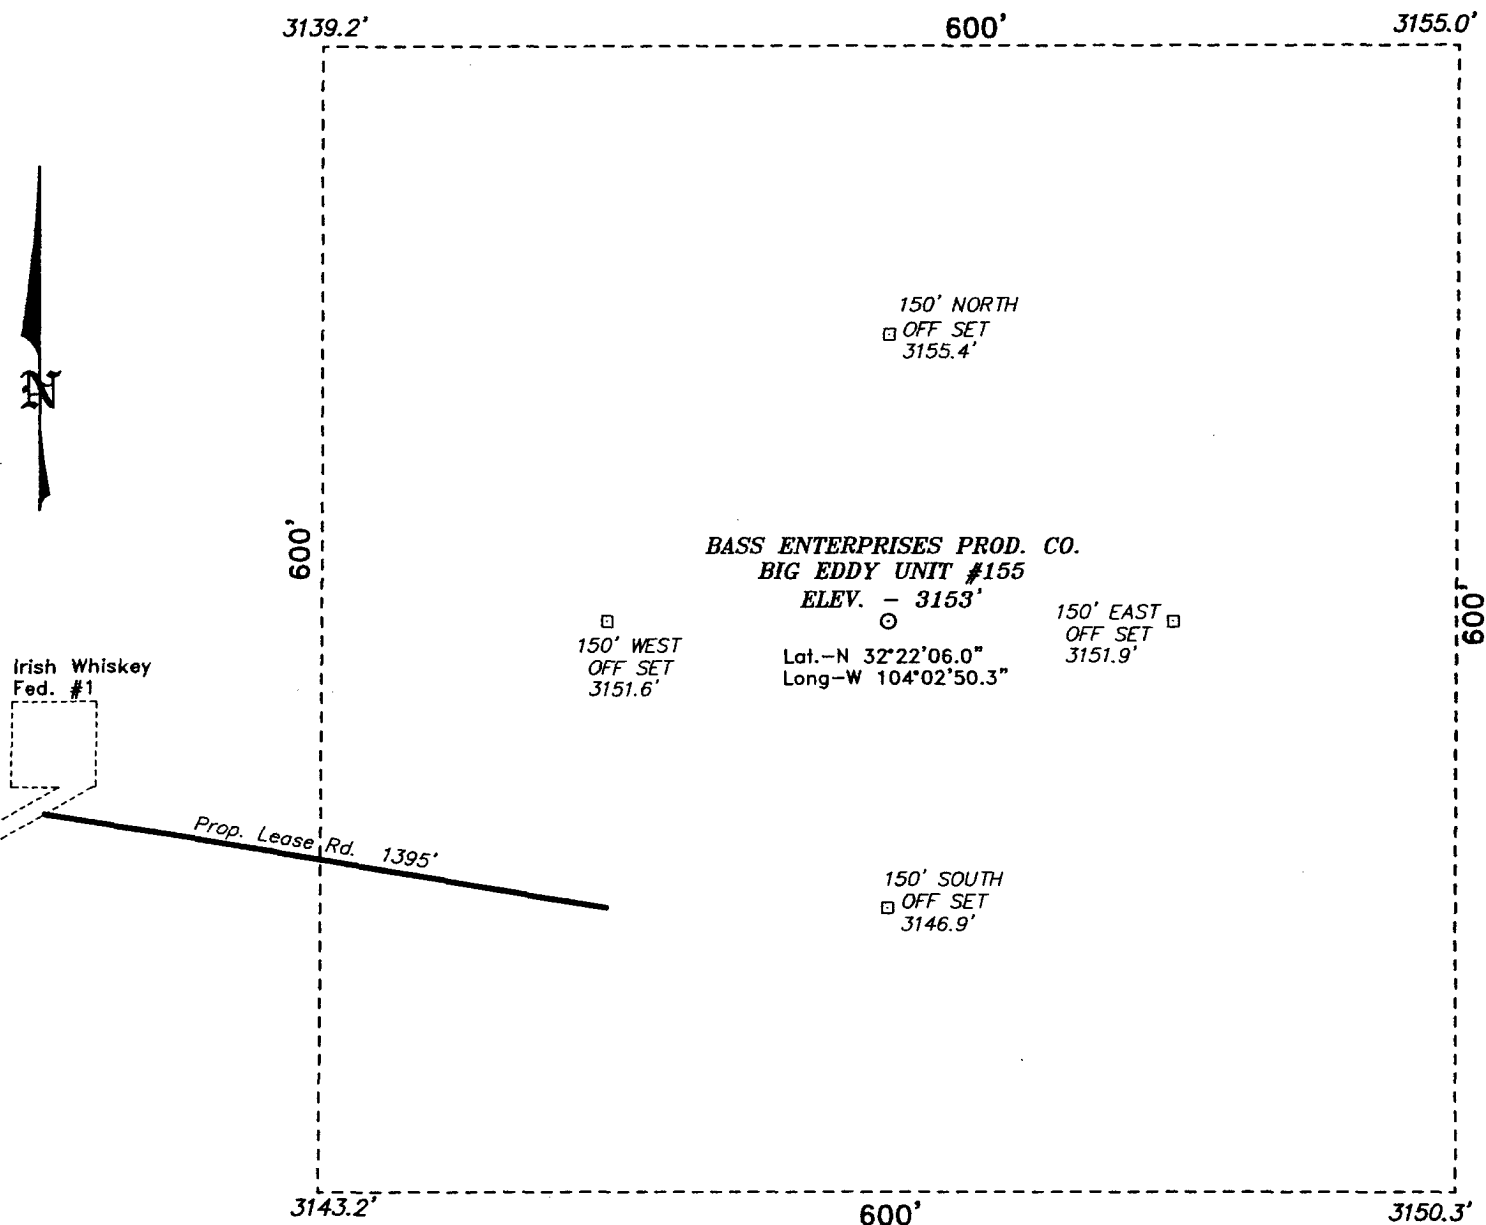 3139.2'
600'
3155.0'
N
150' NORTH
OFF SET
3155.4'
600'
BASS ENTERPRISES PROD. CO.
BIG EDDY UNIT #155
ELEV. - 3153'
Lat.-N 32°22'06.0"
Long-W 104°02'50.3"
150' WEST
OFF SET
3151.6'
150' EAST
OFF SET
3151.9'
600'
Irish Whiskey
Fed. #1
Prop. Lease Rd. 1395'
150' SOUTH
OFF SET
3146.9'
3143.2'
600'
3150.3'